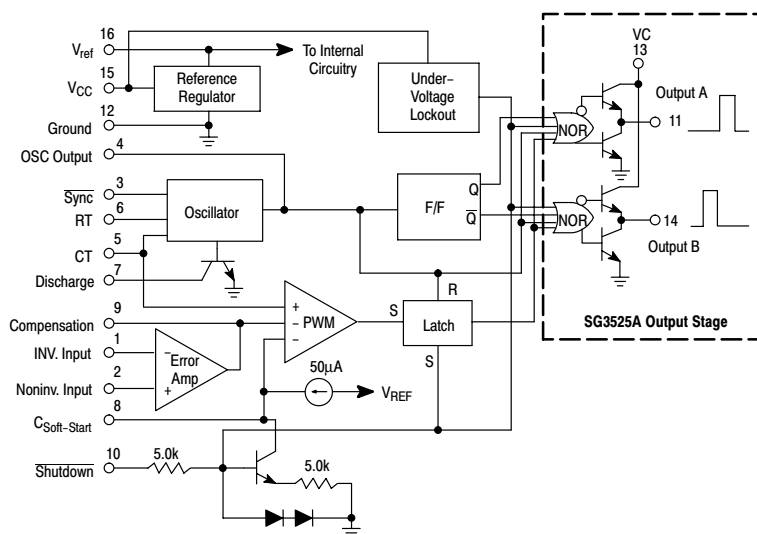 16
Vref
To Internal
Circuitry
15
VCC
Reference
Regulator
Under–
Voltage
Lockout
12
Ground
4
OSC Output
3
Sync
6
RT
Oscillator
F/F
Q
Q
5
CT
7
Discharge
9
Compensation
+
–
–
PWM
S
R
Latch
S
1
INV. Input
–
Error
Amp
+
2
Noninv. Input
50µA
VREF
8
CSoft–Start
10
Shutdown
5.0k
5.0k
VC
13
Output A
NOR
11
NOR
14
Output B
SG3525A Output Stage